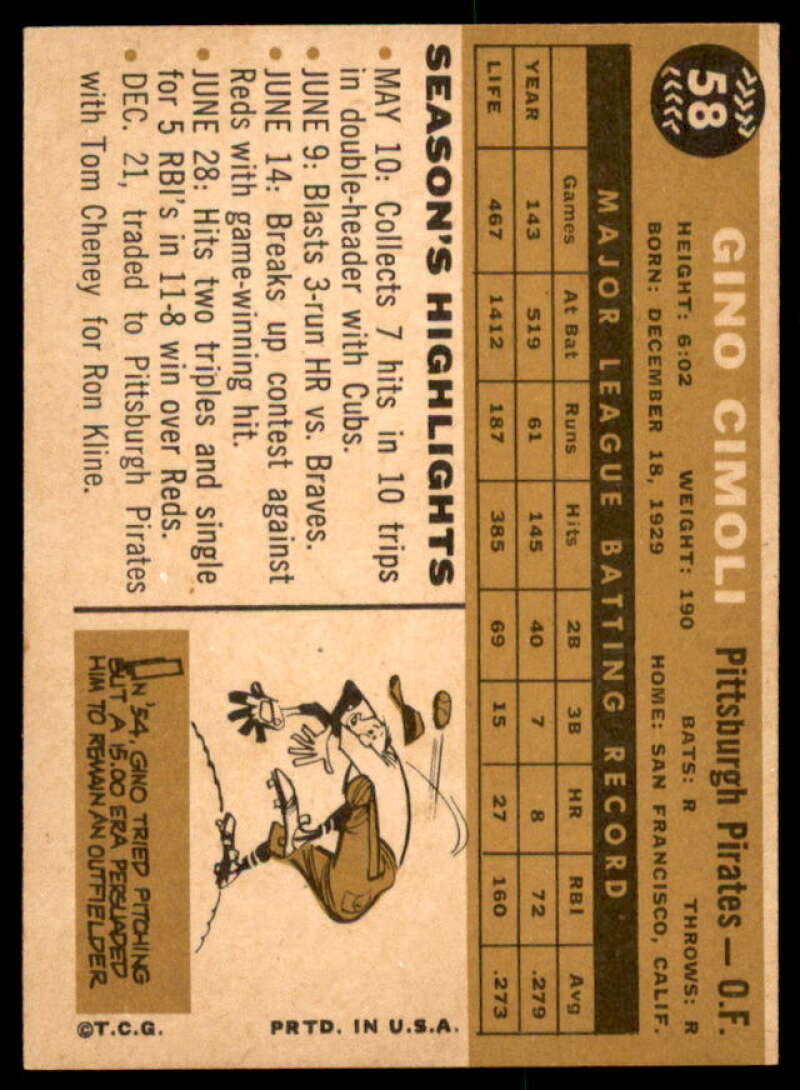 58
GINO CIMOLI Pittsburgh Pirates — O.F.
HEIGHT: 6:02 WEIGHT: 190 BATS: R THROWS: R
BORN: DECEMBER 18, 1929 HOME: SAN FRANCISCO, CALIF.
MAJOR LEAGUE BATTING RECORD
Games At Bat Runs Hits 2B 3B HR RBI Avg
YEAR 143 519 61 145 40 7 8 72 .279
LIFE 467 1412 187 385 69 15 27 160 .273
SEASON'S HIGHLIGHTS
• MAY 10: Collects 7 hits in 10 trips
in double-header with Cubs.
• JUNE 9: Blasts 3-run HR vs. Braves.
• JUNE 14: Breaks up contest against
Reds with game-winning hit.
• JUNE 28: Hits two triples and single
for 5 RBI's in 11-8 win over Reds.
• DEC. 21, traded to Pittsburgh Pirates
with Tom Cheney for Ron Kline.
IN '54, GINO TRIED PITCHING
BUT A 15.00 ERA PERSUADED
HIM TO REMAIN AN OUTFIELDER
©T.C.G. PRTD. IN U.S.A.